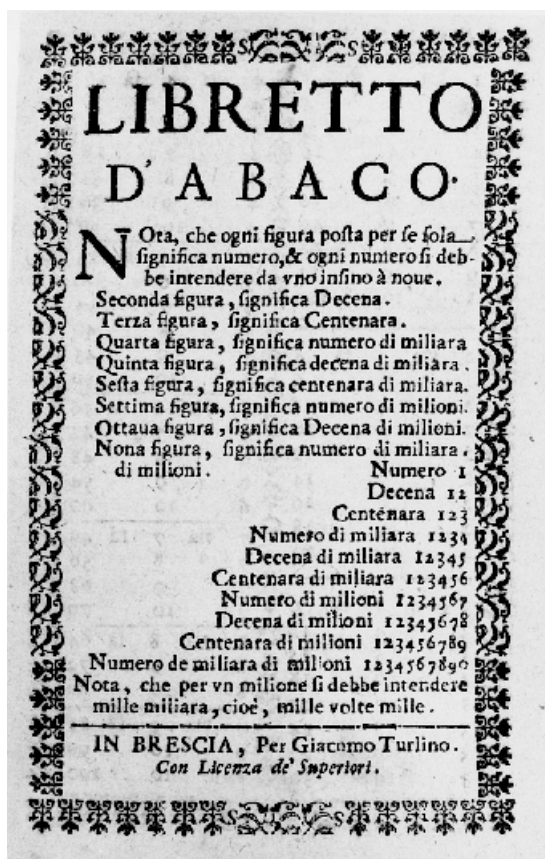 LIBRETTO
D'ABACO.
NOta, che ogni figura posta per se sola
significa numero, & ogni numero si deb-
be intendere da vno insino à noue.
Seconda figura, significa Decena.
Terza figura, significa Centenara.
Quarta figura, significa numero di miliara
Quinta figura, significa decena di miliara.
Sesta figura, significa centenara di miliara.
Settima figura, significa numero di milioni.
Ottaua figura, significa Decena di milioni.
Nona figura, significa numero di miliara.
di milioni. Numero 1
Decena 12
Centenara 123
Numero di miliara 1234
Decena di miliara 12345
Centenara di miliara 123456
Numero di milioni 1234567
Decena di milioni 12345678
Centenara di milioni 123456789
Numero de miliara di milioni 1234567890
Nota, che per vn milione si debbe intendere
mille miliara, cioè, mille volte mille.
IN BRESCIA, Per Giacomo Turlino.
Con Licenza de' Superiori.